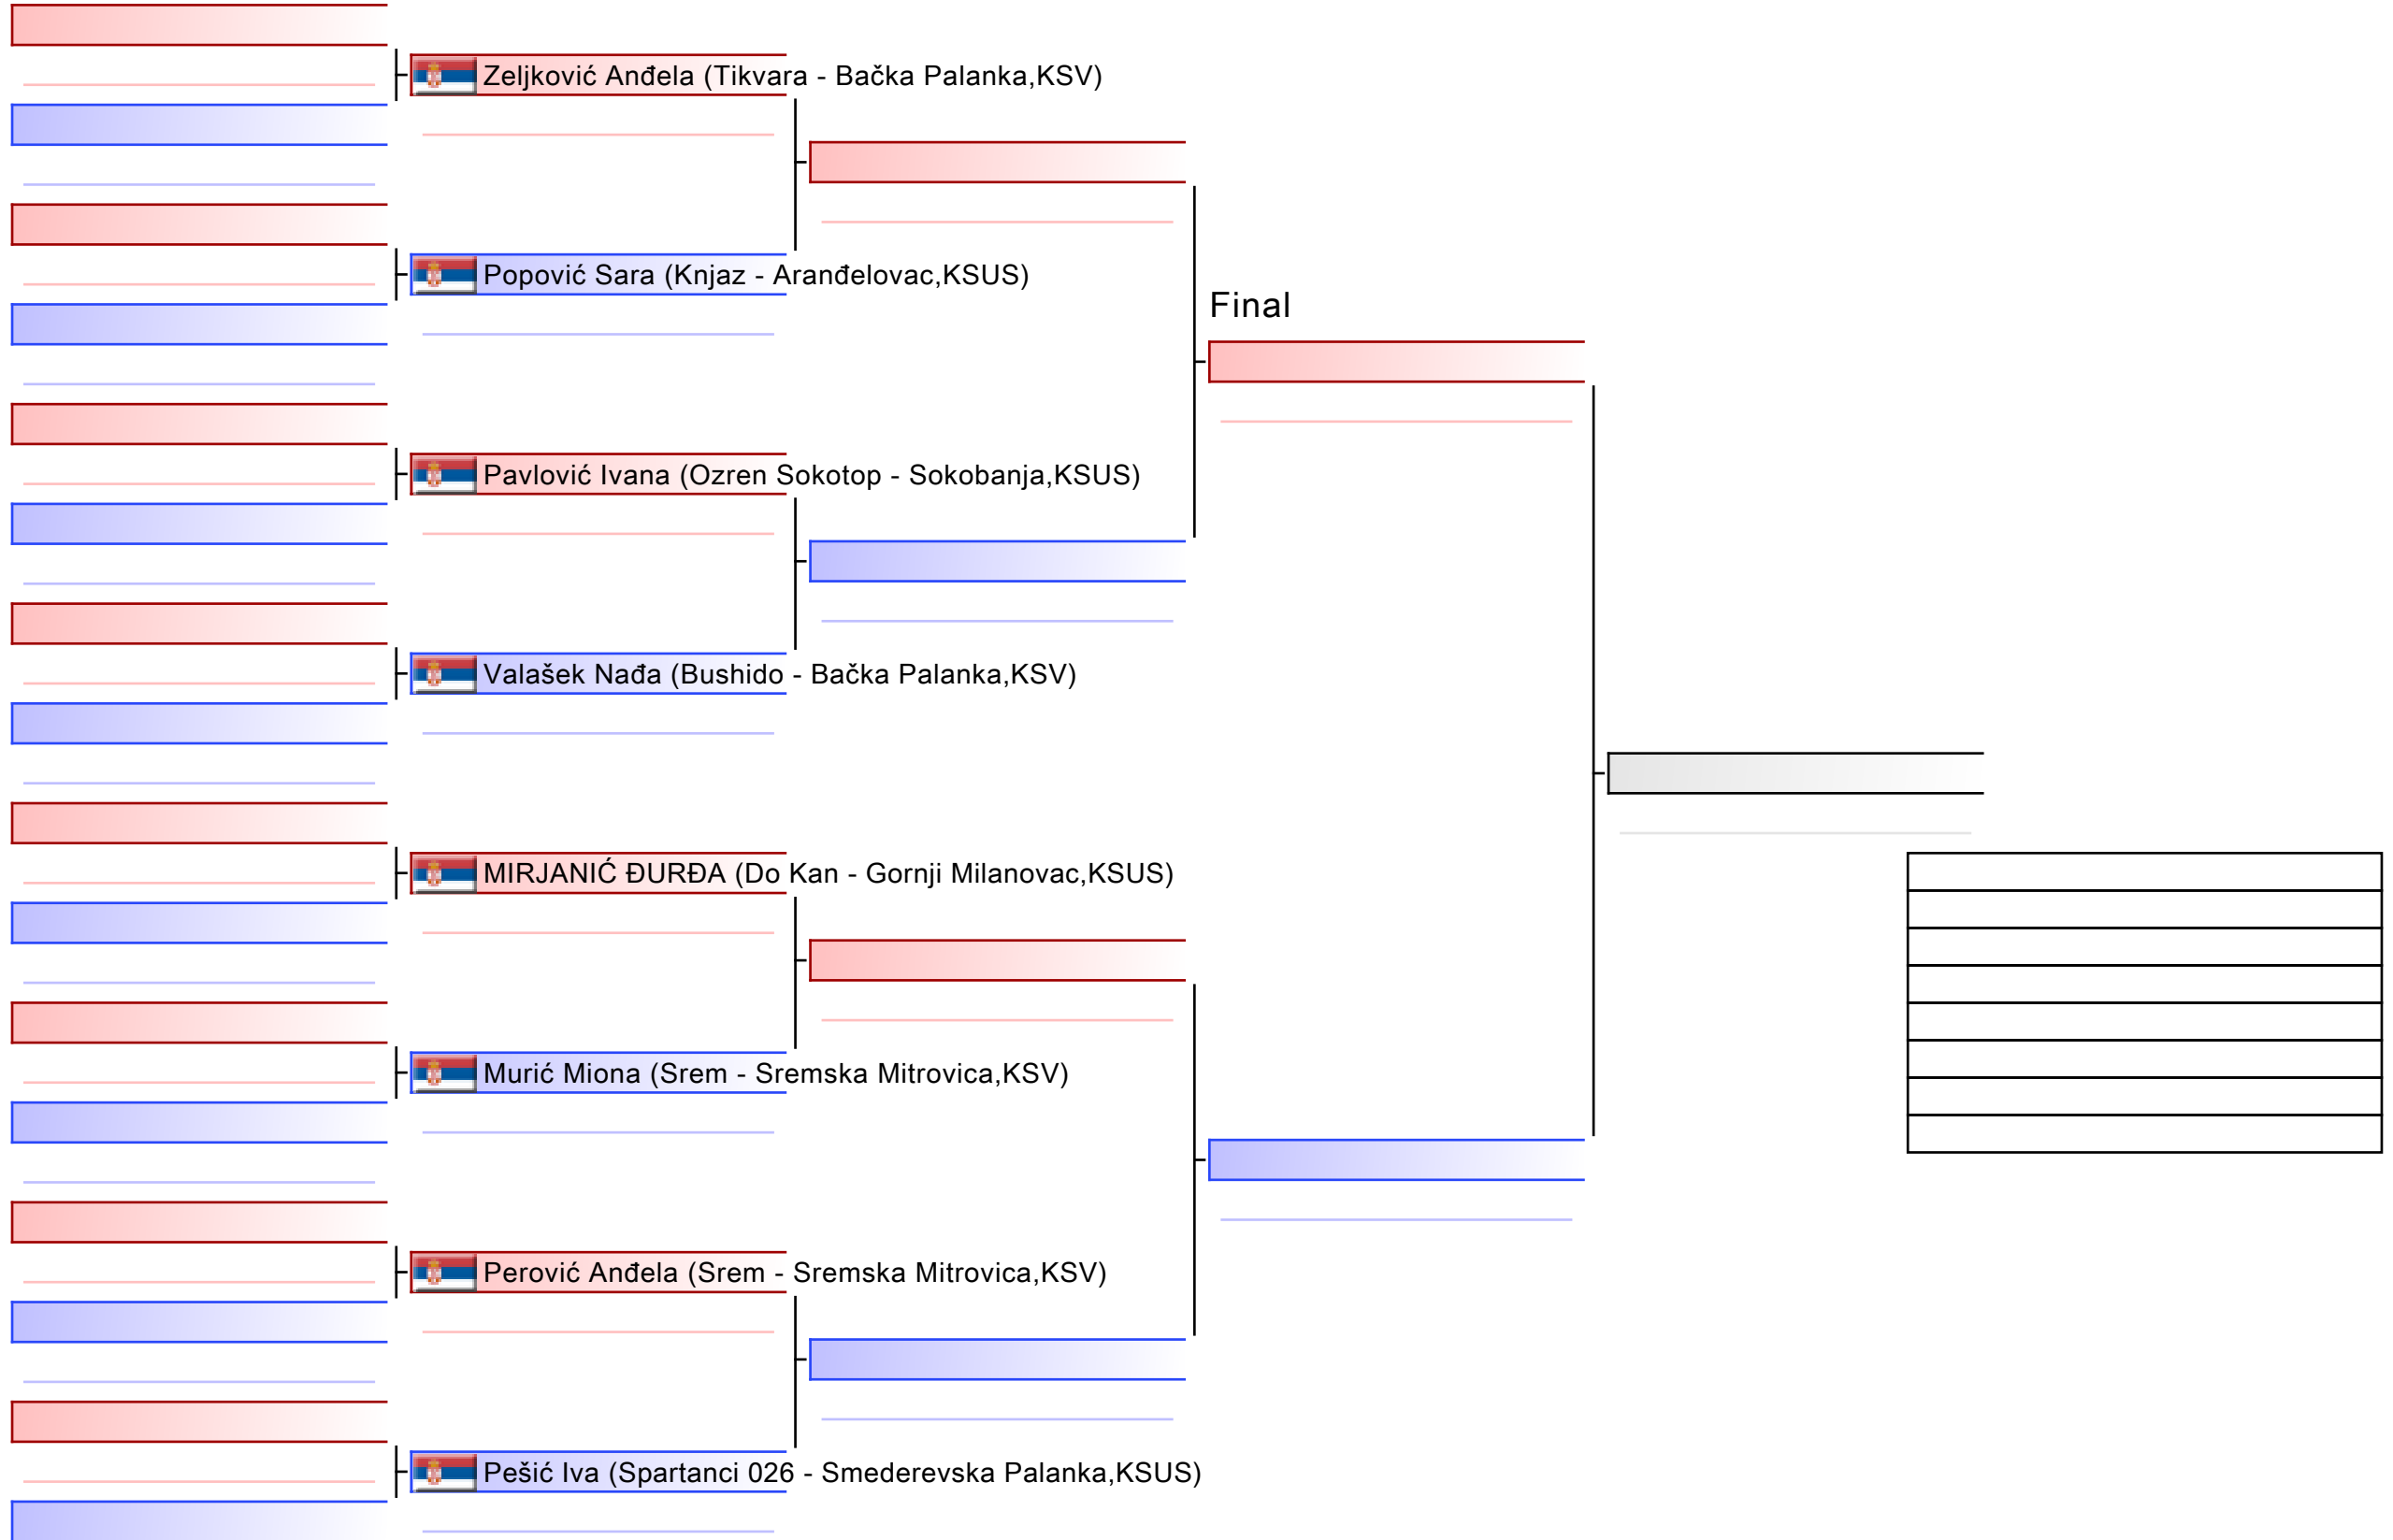 Zeljković Anđela (Tikvara - Bačka Palanka,KSV)
Popović Sara (Knjaz - Aranđelovac,KSUS)
Final
Pavlović Ivana (Ozren Sokotop - Sokobanja,KSUS)
Valašek Nađa (Bushido - Bačka Palanka,KSV)
MIRJANIĆ ĐURĐA (Do Kan - Gornji Milanovac,KSUS)
Murić Miona (Srem - Sremska Mitrovica,KSV)
Perović Anđela (Srem - Sremska Mitrovica,KSV)
Pešić Iva (Spartanci 026 - Smederevska Palanka,KSUS)